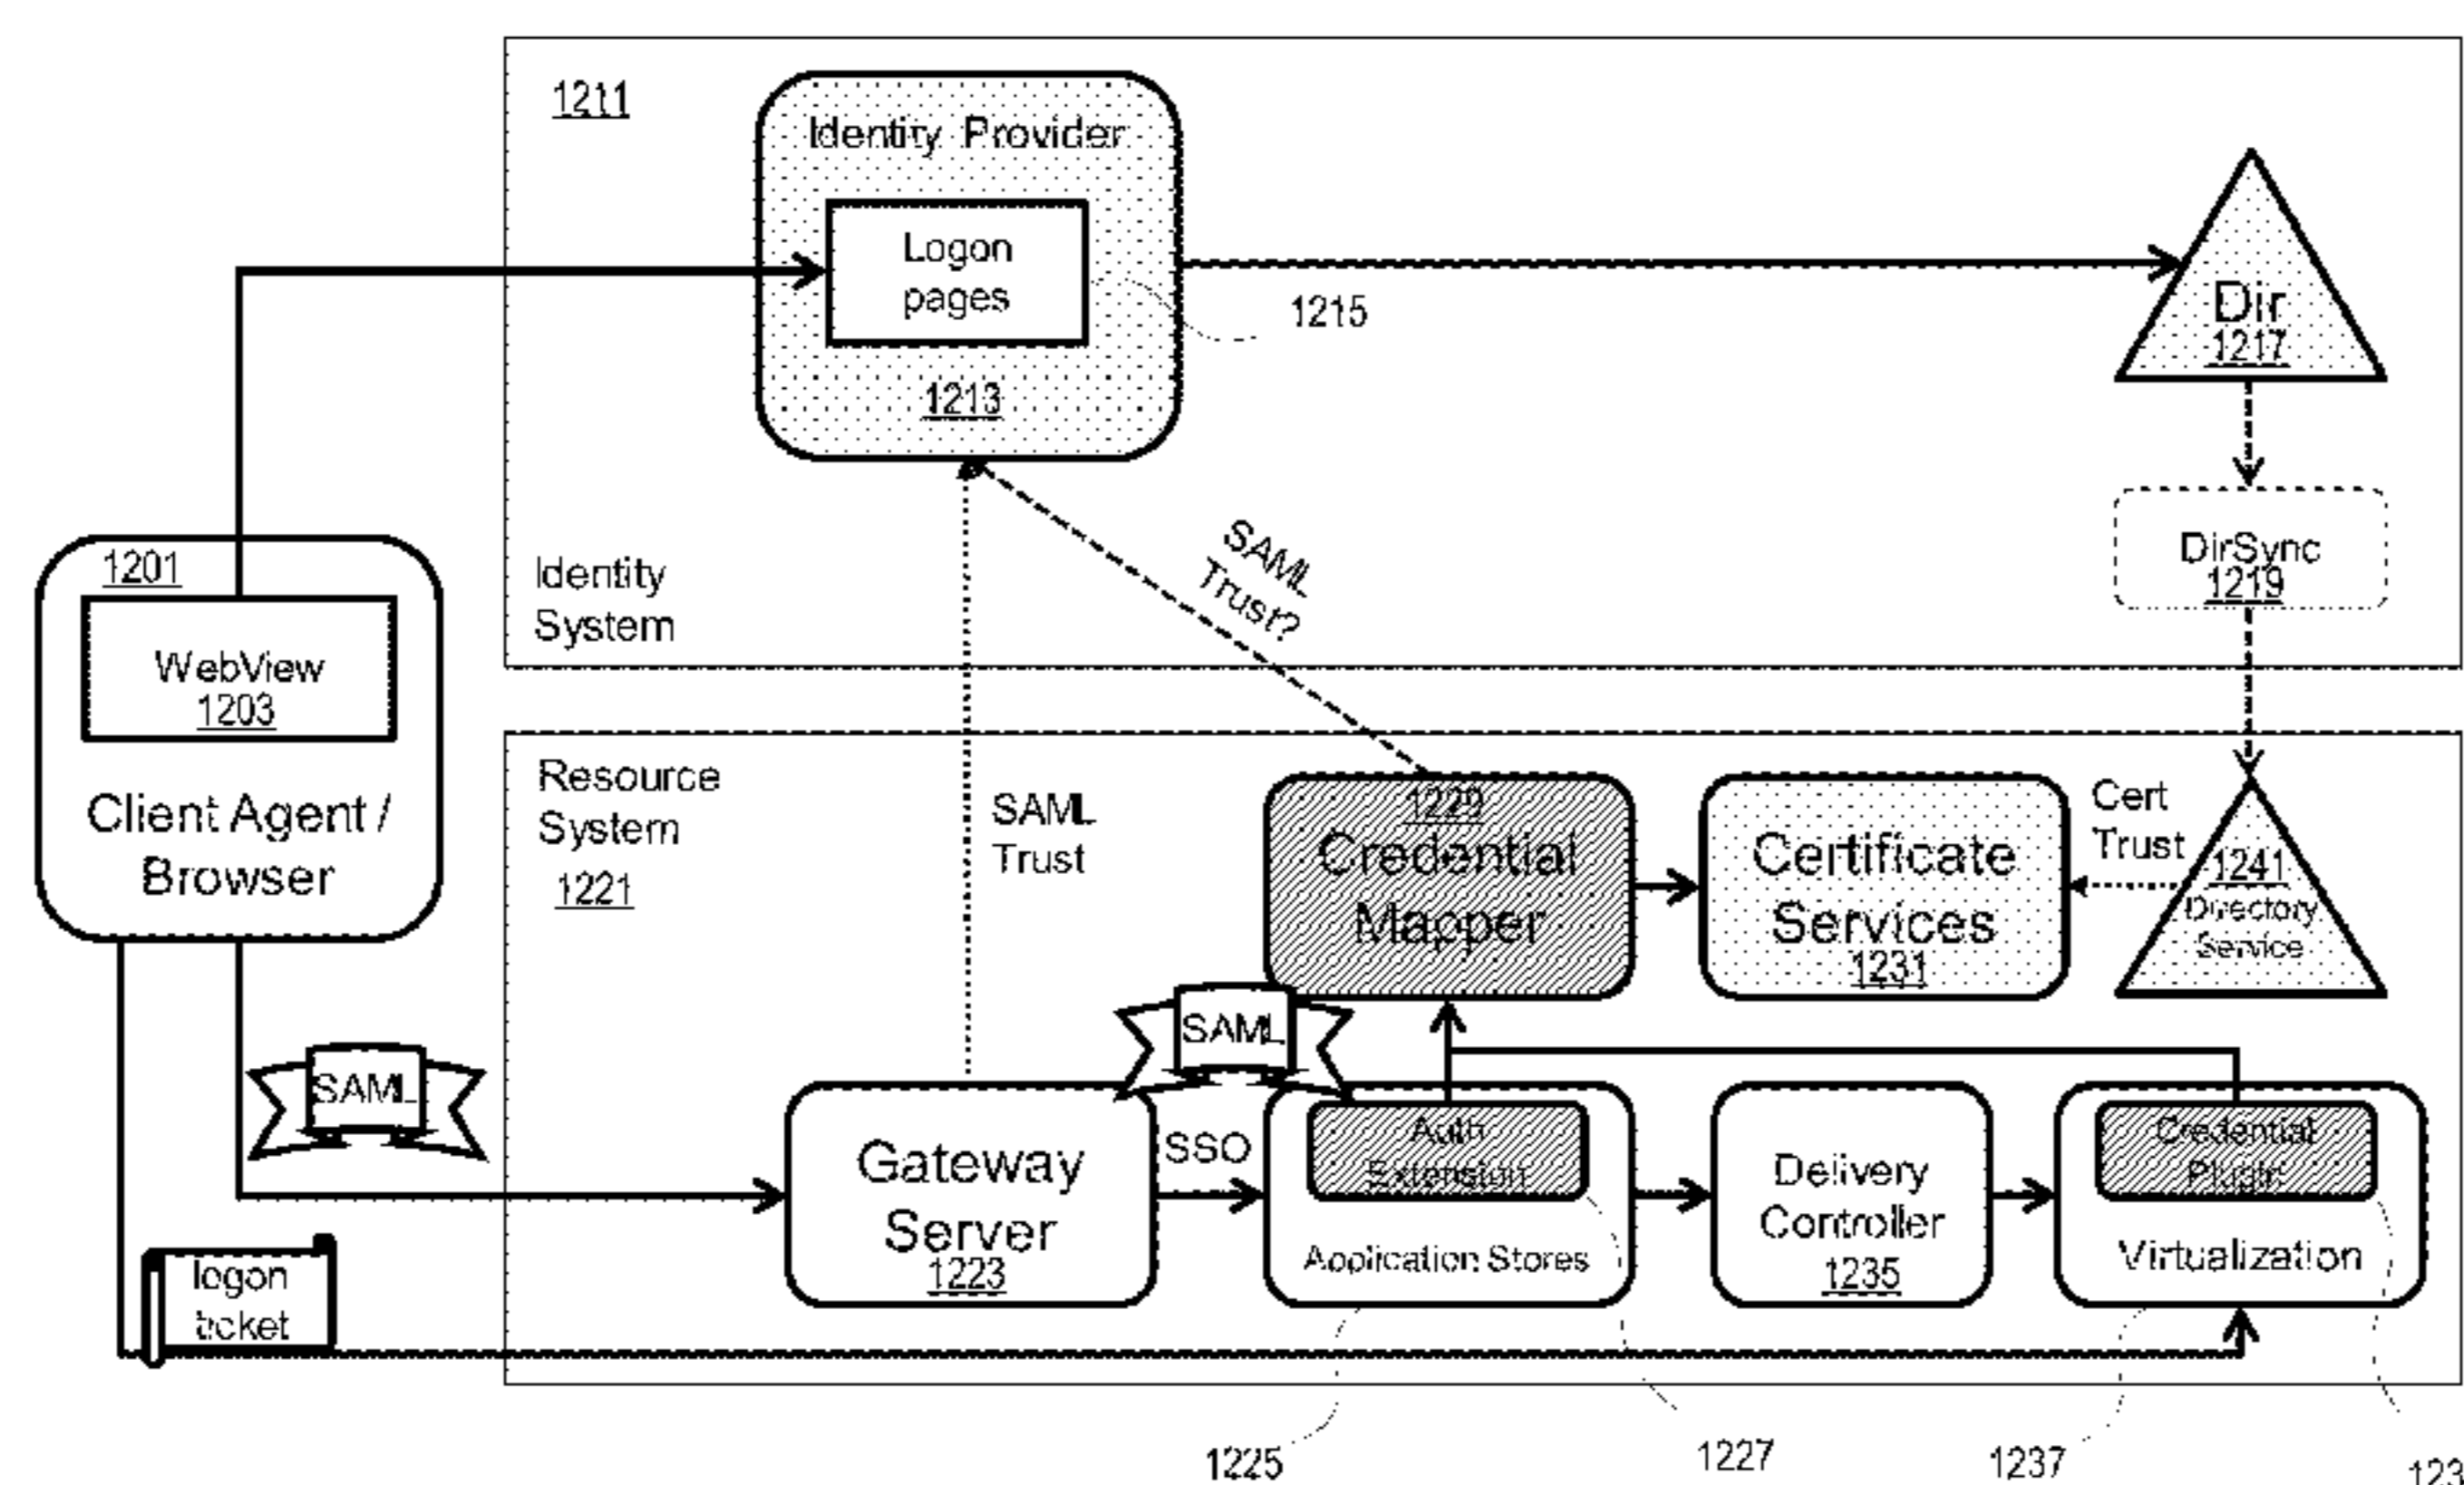 1211
Identity Provider
Logon
pages
1215
1213
Dir
1217
DirSync
1219
Identity
System
SAML
Trust?
1201
WebView
1203
Client Agent /
Browser
Resource
System
1221
SAML
Trust
1229
Credential
Mapper
Certificate
Services
1231
Cert
Trust
1241
Directory
Service
SAML
SAML
Gateway
Server
1223
SSO
Auth
Extension
Application Stores
Delivery
Controller
1235
Credential
Plugin
Virtualization
logon
ticket
1225
1227
1237